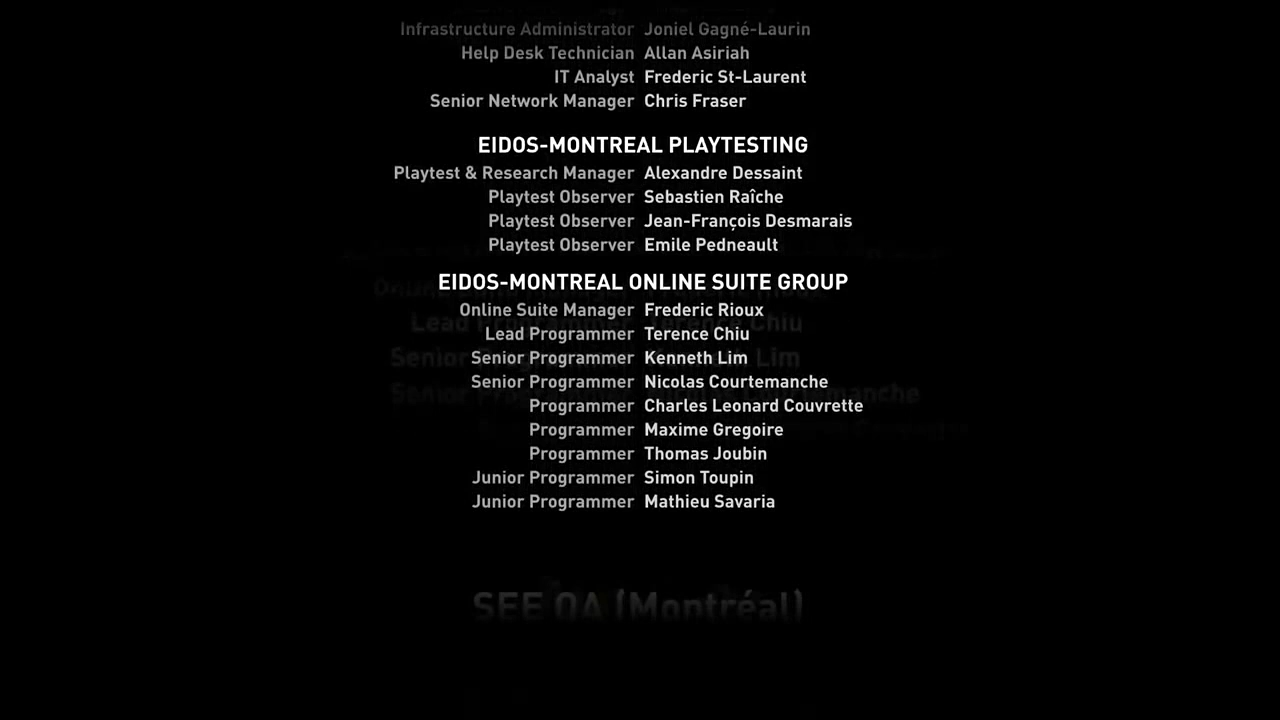 Infrastructure Administrator Joniel Gagné-Laurin
Help Desk Technician Allan Asiriah
IT Analyst Frederic St-Laurent
Senior Network Manager Chris Fraser
EIDOS-MONTREAL PLAYTESTING
Playtest & Research Manager Alexandre Dessaint
Playtest Observer Sebastien Raîche
Playtest Observer Jean-François Desmarais
Playtest Observer Emile Pedneault
EIDOS-MONTREAL ONLINE SUITE GROUP
Online Suite Manager Frederic Rioux
Lead Programmer Terence Chiu
Senior Programmer Kenneth Lim
Senior Programmer Nicolas Courtemanche
Programmer Charles Leonard Couvrette
Programmer Maxime Gregoire
Programmer Thomas Joubin
Junior Programmer Simon Toupin
Junior Programmer Mathieu Savaria
SEE QA (Montréal)